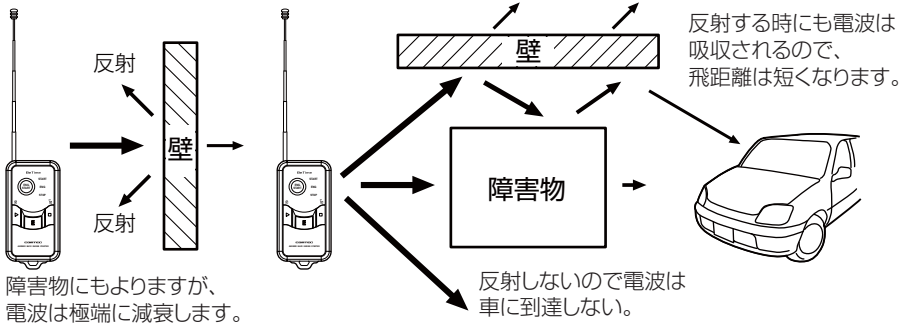 反射
壁
反射
障害物にもよりますが、
電波は極端に減衰します。
壁
障害物
反射する時にも電波は
吸収されるので、
飛距離は短くなります。
反射しないので電波は
車に到達しない。